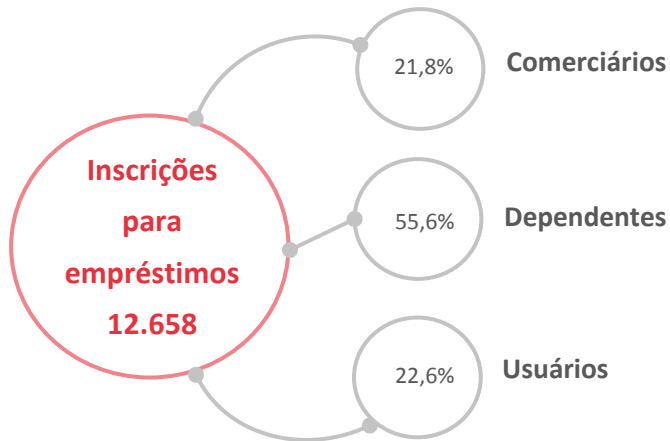 Inscrições
para
empréstimos
12.658
21,8%
Comerciários
55,6%
Dependentes
22,6%
Usuários